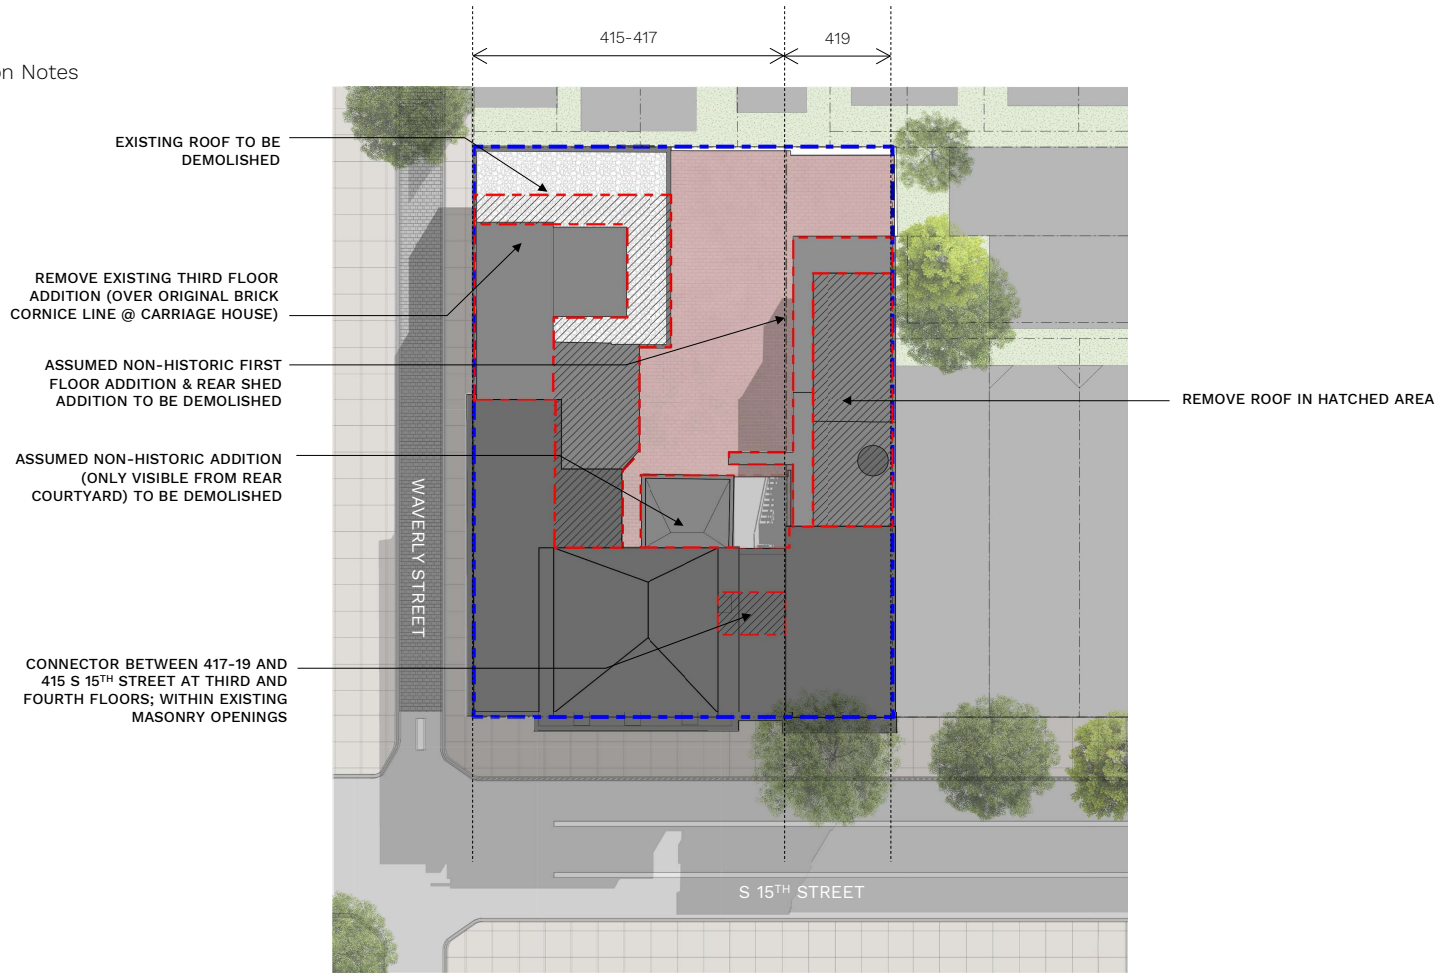 415-417
419
on Notes
EXISTING ROOF TO BE
DEMOLISHED
REMOVE EXISTING THIRD FLOOR
ADDITION (OVER ORIGINAL BRICK
CORNICE LINE @ CARRIAGE HOUSE)
ASSUMED NON-HISTORIC FIRST
FLOOR ADDITION & REAR SHED
ADDITION TO BE DEMOLISHED
REMOVE ROOF IN HATCHED AREA
ASSUMED NON-HISTORIC ADDITION
(ONLY VISIBLE FROM REAR
COURTYARD) TO BE DEMOLISHED
WAVERLY STREET
CONNECTOR BETWEEN 417-19 AND
415 S 15TH STREET AT THIRD AND
FOURTH FLOORS; WITHIN EXISTING
MASONRY OPENINGS
S 15TH STREET